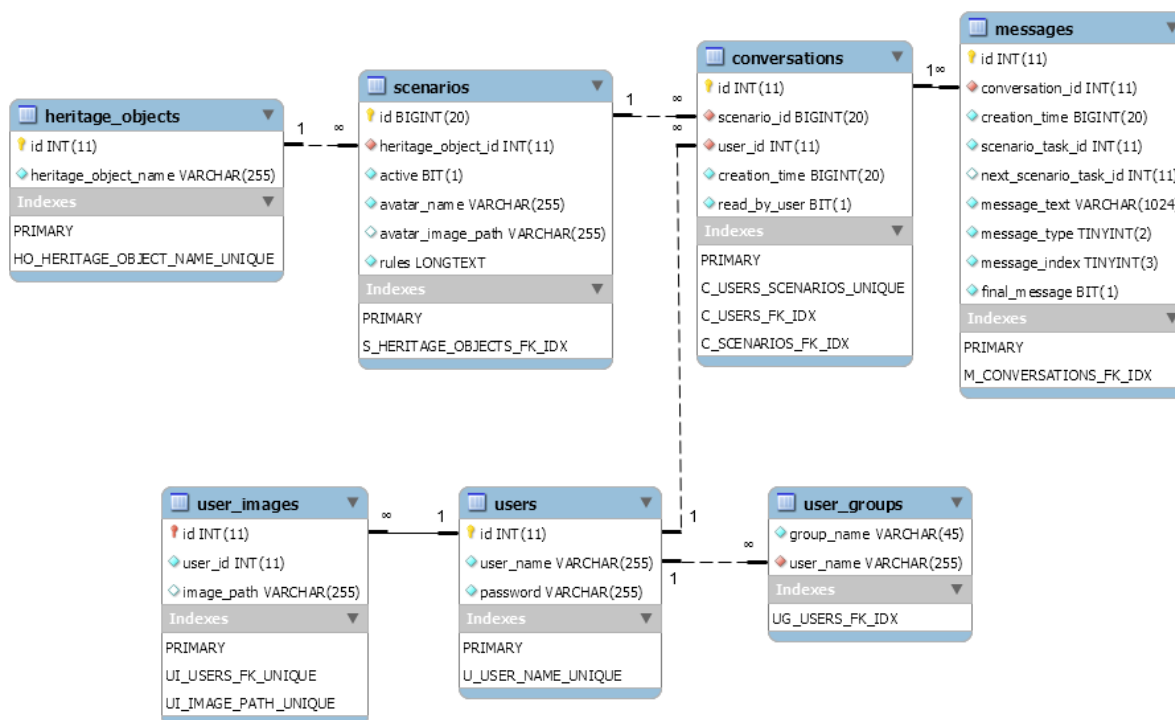 heritage_objects
id INT(11)
heritage_object_name VARCHAR(255)
Indexes
PRIMARY
HO_HERITAGE_OBJECT_NAME_UNIQUE
1
∞
scenarios
id BIGINT(20)
heritage_object_id INT(11)
active BIT(1)
avatar_name VARCHAR(255)
avatar_image_path VARCHAR(255)
rules LONGTEXT
Indexes
PRIMARY
S_HERITAGE_OBJECTS_FK_IDX
1
∞
∞
conversations
id INT(11)
scenario_id BIGINT(20)
user_id INT(11)
creation_time BIGINT(20)
read_by_user BIT(1)
Indexes
PRIMARY
C_USERS_SCENARIOS_UNIQUE
C_USERS_FK_IDX
C_SCENARIOS_FK_IDX
1∞
messages
id INT(11)
conversation_id INT(11)
creation_time BIGINT(20)
scenario_task_id INT(11)
next_scenario_task_id INT(11)
message_text VARCHAR(1024
message_type TINYINT(2)
message_index TINYINT(3)
final_message BIT(1)
Indexes
PRIMARY
M_CONVERSATIONS_FK_IDX
user_images
id INT(11)
user_id INT(11)
image_path VARCHAR(255)
Indexes
PRIMARY
UI_USERS_FK_UNIQUE
UI_IMAGE_PATH_UNIQUE
∞
1
users
id INT(11)
user_name VARCHAR(255)
password VARCHAR(255)
Indexes
PRIMARY
U_USER_NAME_UNIQUE
1
1
∞
user_groups
group_name VARCHAR(45)
user_name VARCHAR(255)
Indexes
UG_USERS_FK_IDX